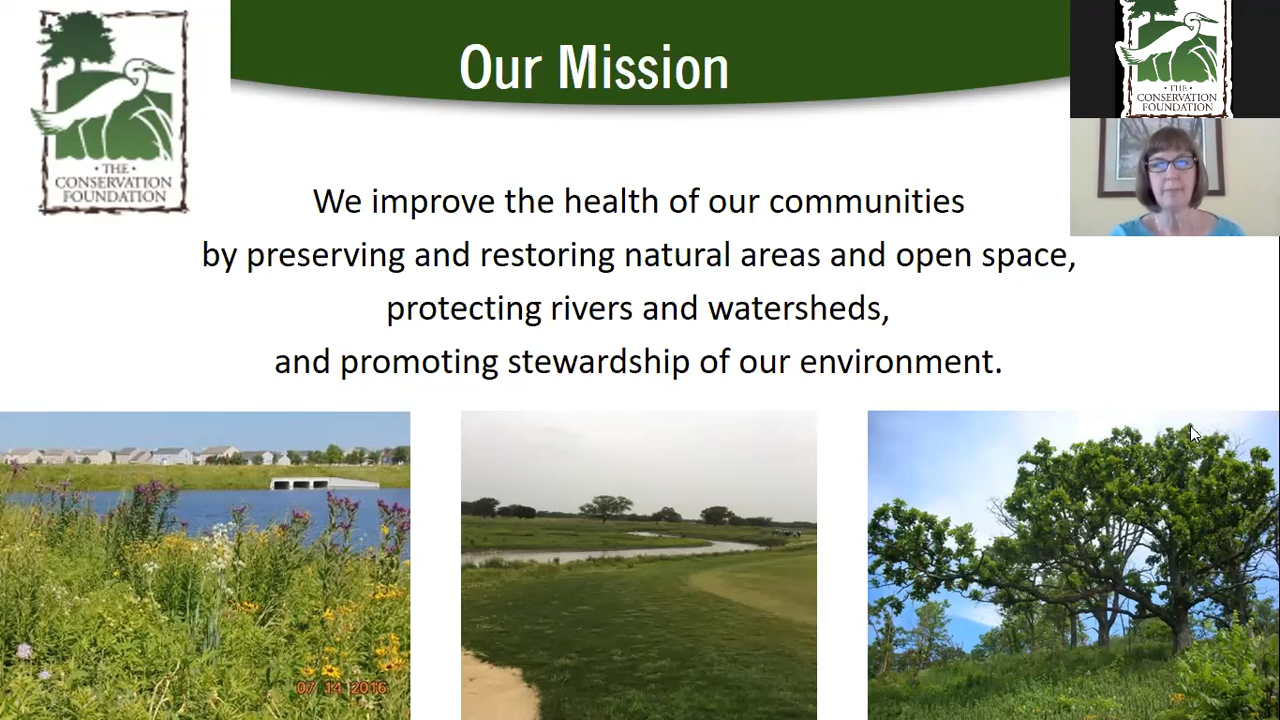 Our Mission
• THE •
CONSERVATION
FOUNDATION
• THE •
CONSERVATION
FOUNDATION
We improve the health of our communities
by preserving and restoring natural areas and open space,
protecting rivers and watersheds,
and promoting stewardship of our environment.
07 14 2016